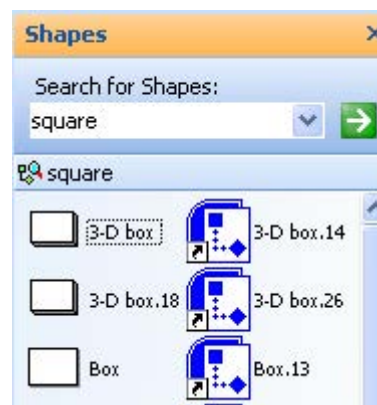 Shapes
Search for Shapes:
square
square
3-D box 3-D box.14
3-D box.18 3-D box.26
Box Box.13